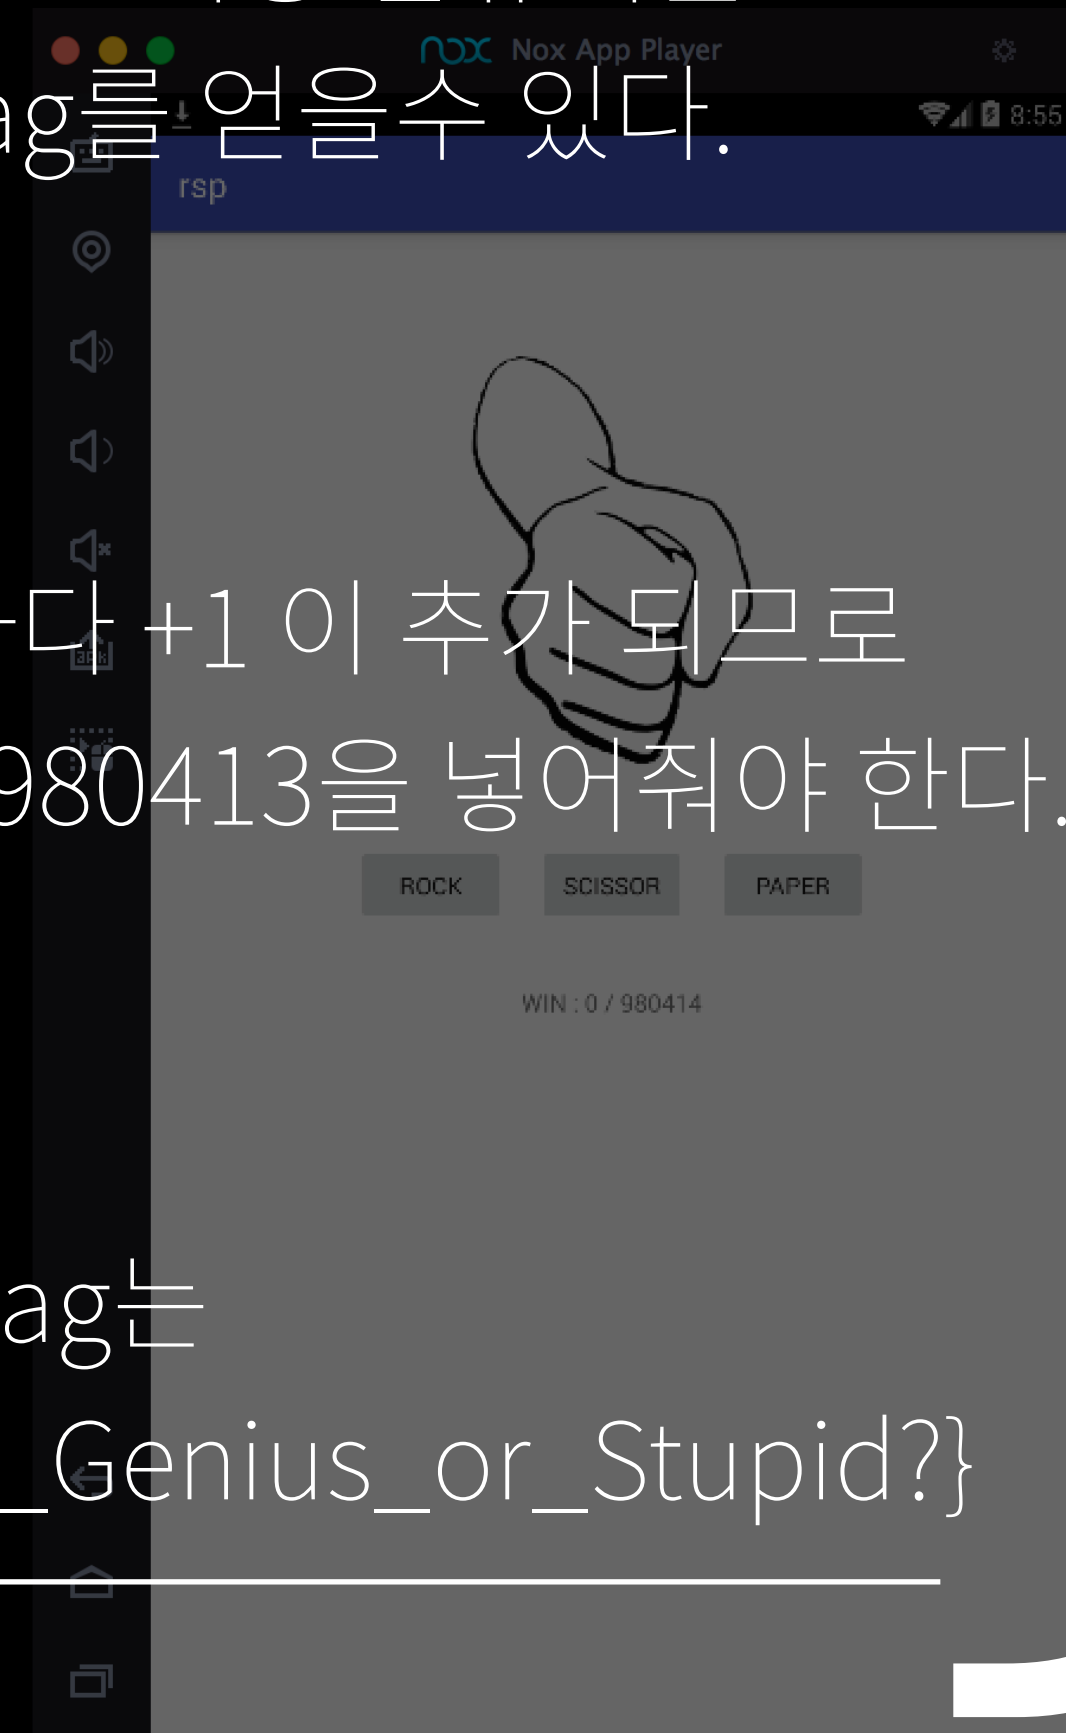 Nox App Player
ag를 얻을수 있다.
8:55
rsp
다 +1 이 추가 되므로
980413을 넣어줘야 한다.
ROCK SCISSOR PAPER
WIN : 0 / 980414
ag는
_Genius_or_Stupid?}